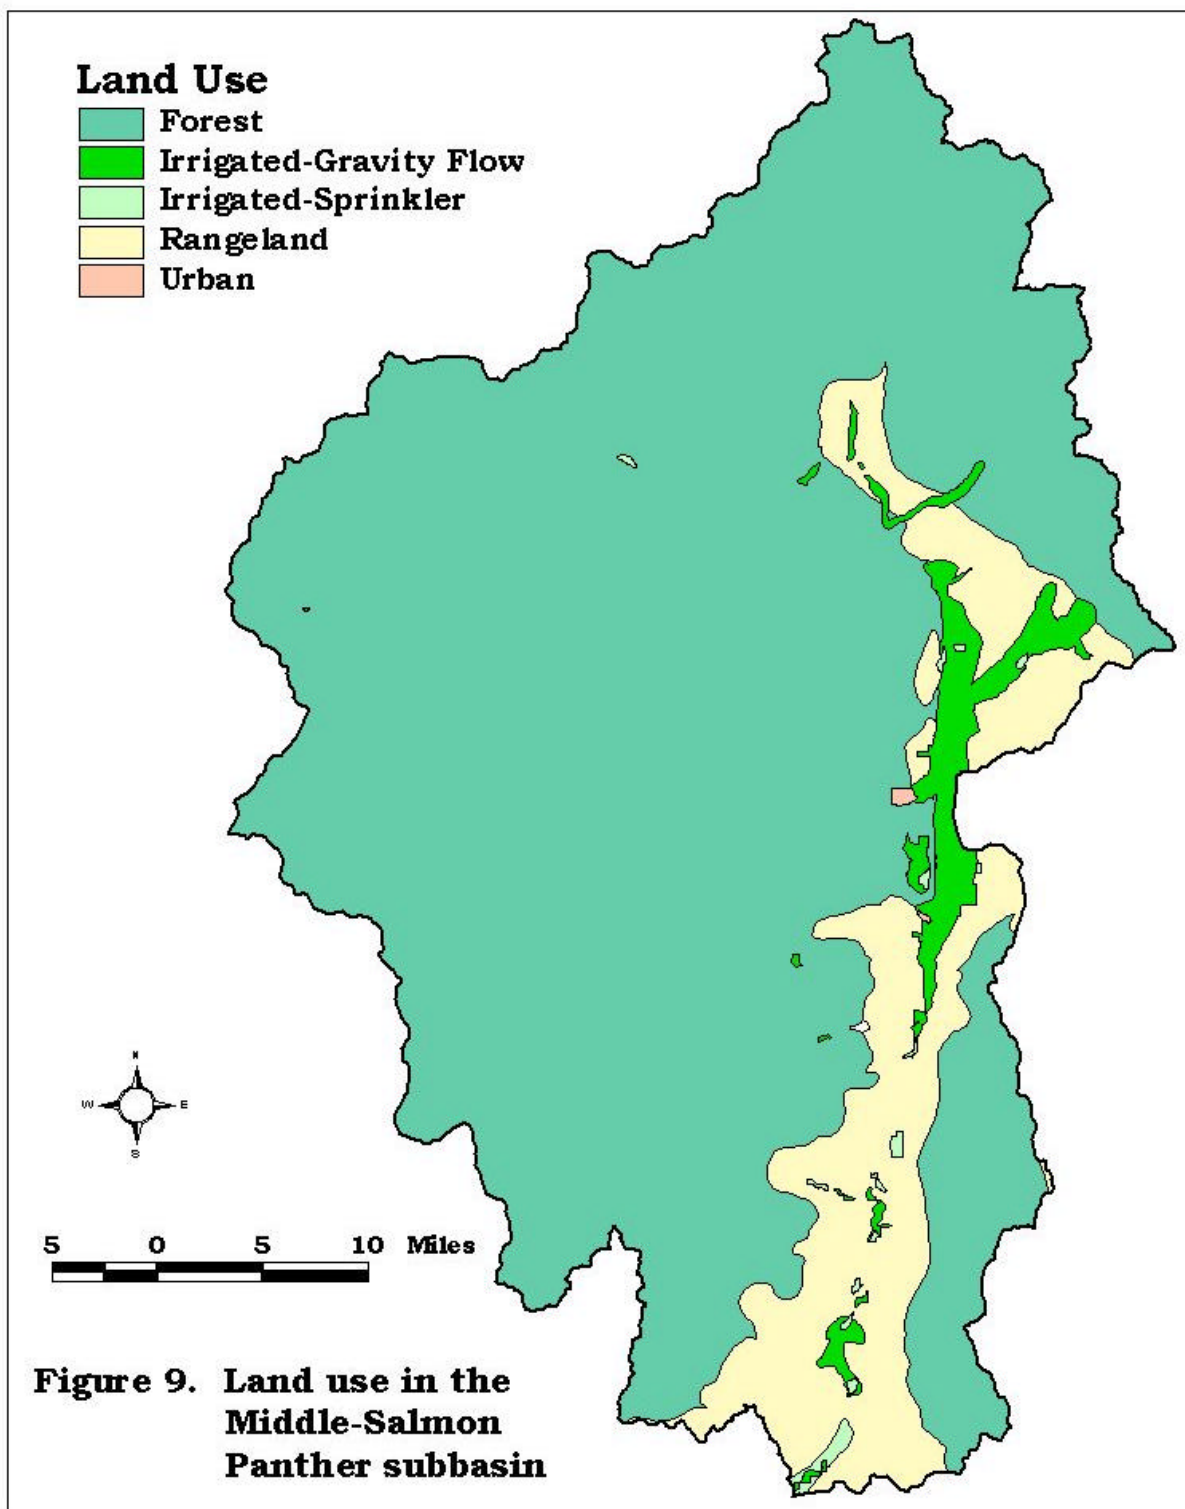 Land Use
Forest
Irrigated-Gravity Flow
Irrigated-Sprinkler
Rangeland
Urban
N
W E
S
5 0 5 10 Miles
Figure 9. Land use in the
Middle-Salmon
Panther subbasin